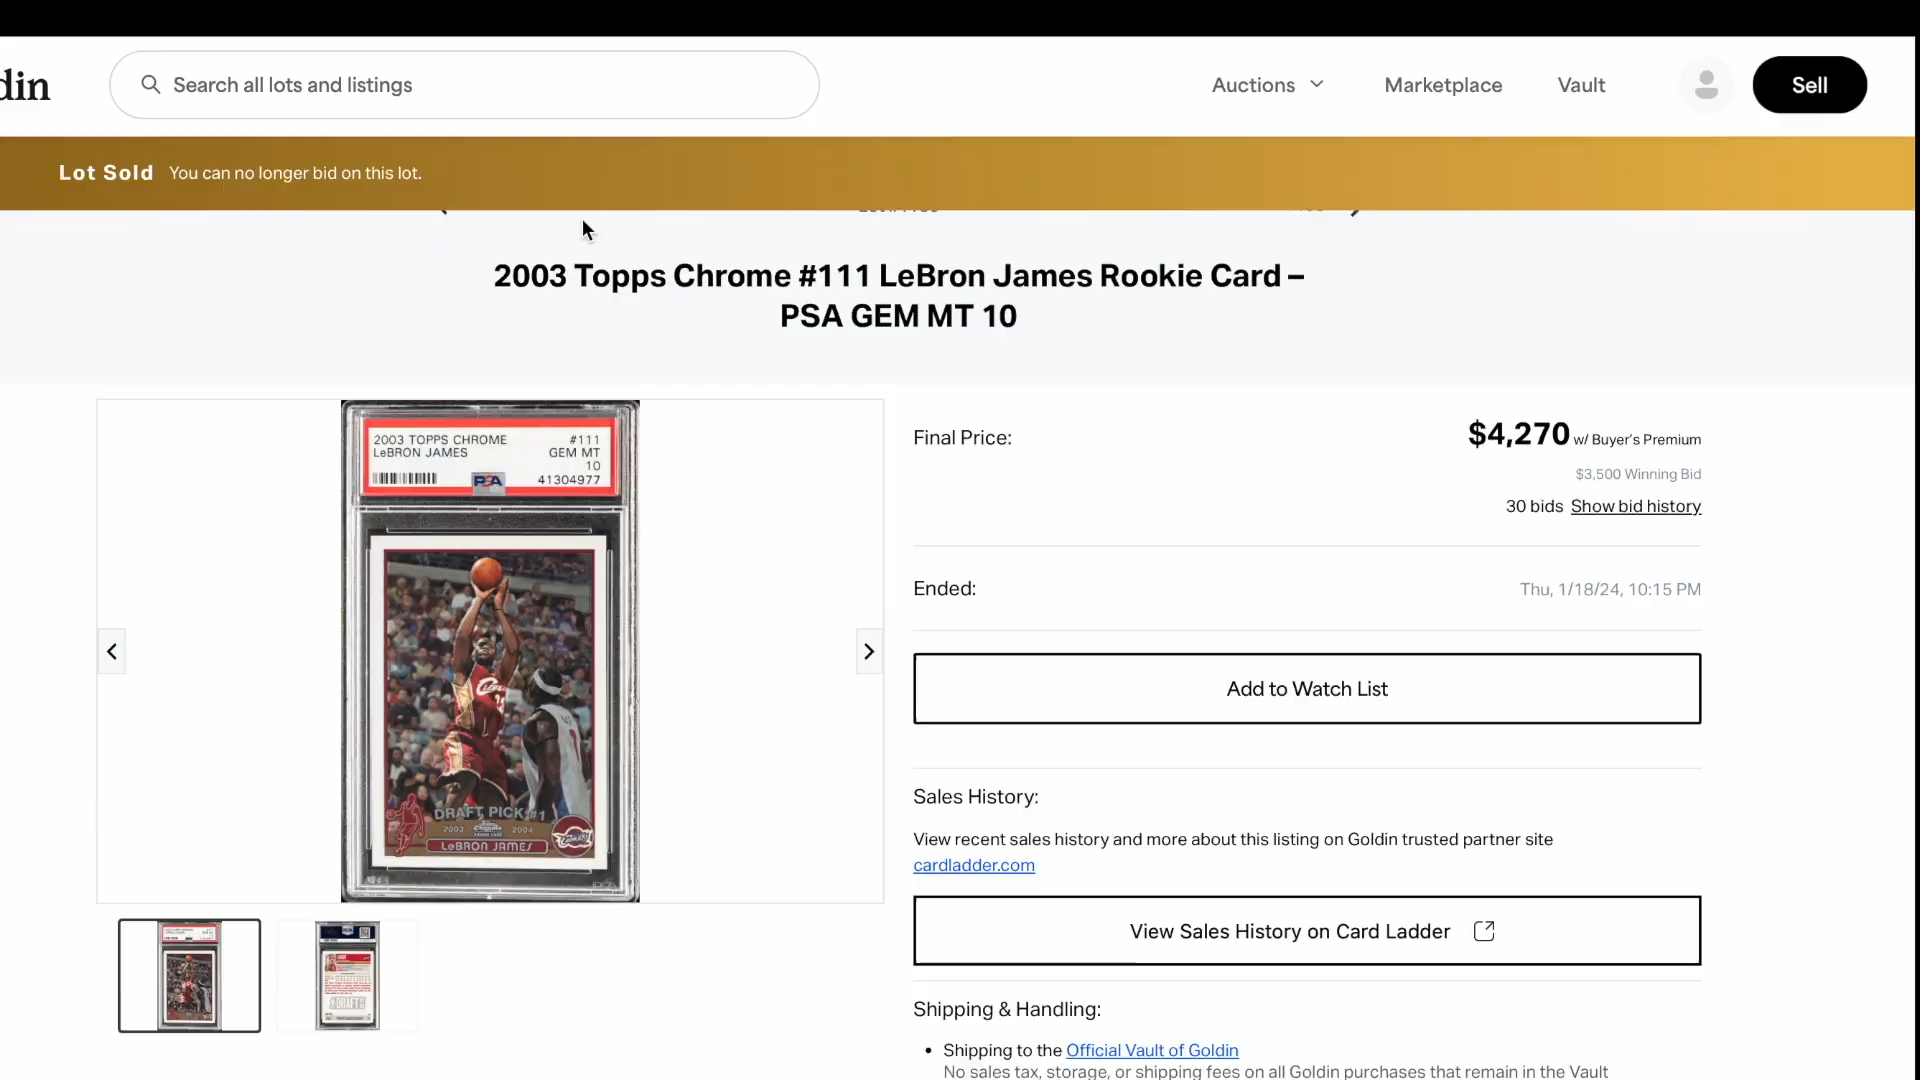 din
Search all lots and listings
Auctions
Marketplace
Vault
Sell
Lot Sold You can no longer bid on this lot.
2003 Topps Chrome #111 LeBron James Rookie Card –
PSA GEM MT 10
2003 TOPPS CHROME #111
LeBRON JAMES GEM MT
10
PSA 41304977
DRAFT PICK #1
2003 2004
LeBRON JAMES
Final Price:
$4,270 w/ Buyer's Premium
$3,500 Winning Bid
30 bids Show bid history
Ended:
Thu, 1/18/24, 10:15 PM
Add to Watch List
Sales History:
View recent sales history and more about this listing on Goldin trusted partner site
cardladder.com
View Sales History on Card Ladder
Shipping & Handling:
• Shipping to the Official Vault of Goldin
No sales tax, storage, or shipping fees on all Goldin purchases that remain in the Vault